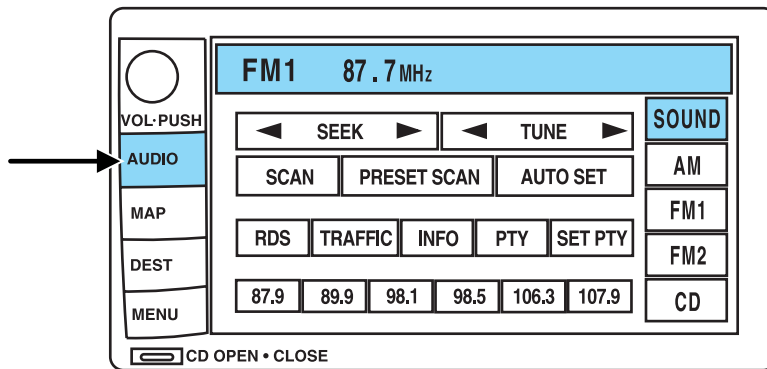 FM1 87.7 MHz
VOL·PUSH
AUDIO
MAP
DEST
MENU
◄ SEEK ► ◄ TUNE ►
SCAN PRESET SCAN AUTO SET
RDS TRAFFIC INFO PTY SET PTY
87.9 89.9 98.1 98.5 106.3 107.9
SOUND
AM
FM1
FM2
CD
CD OPEN • CLOSE